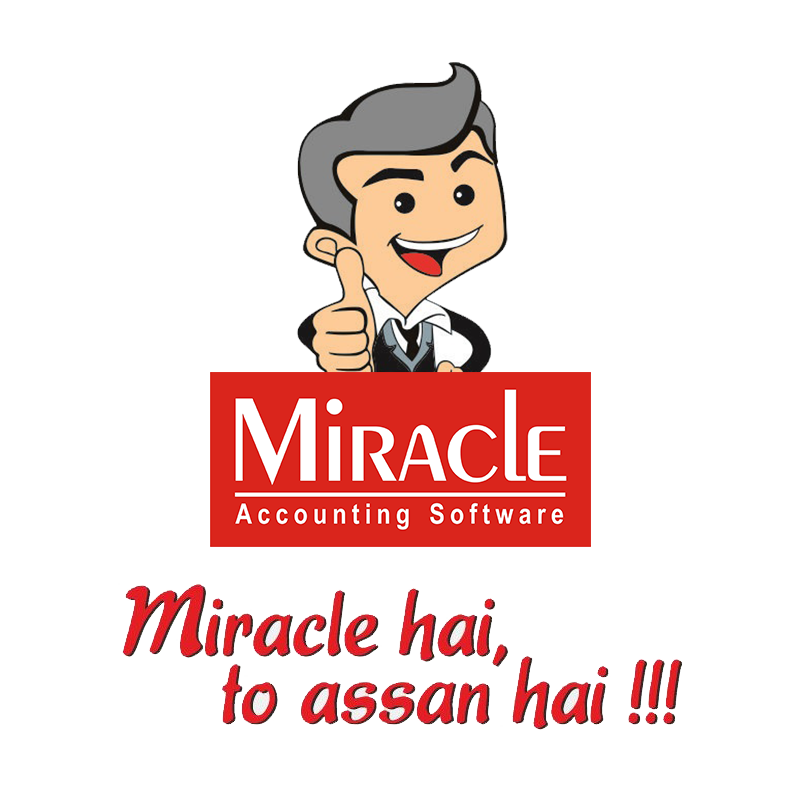 MIRACLE
Accounting Software
Miracle hai,
to assan hai !!!